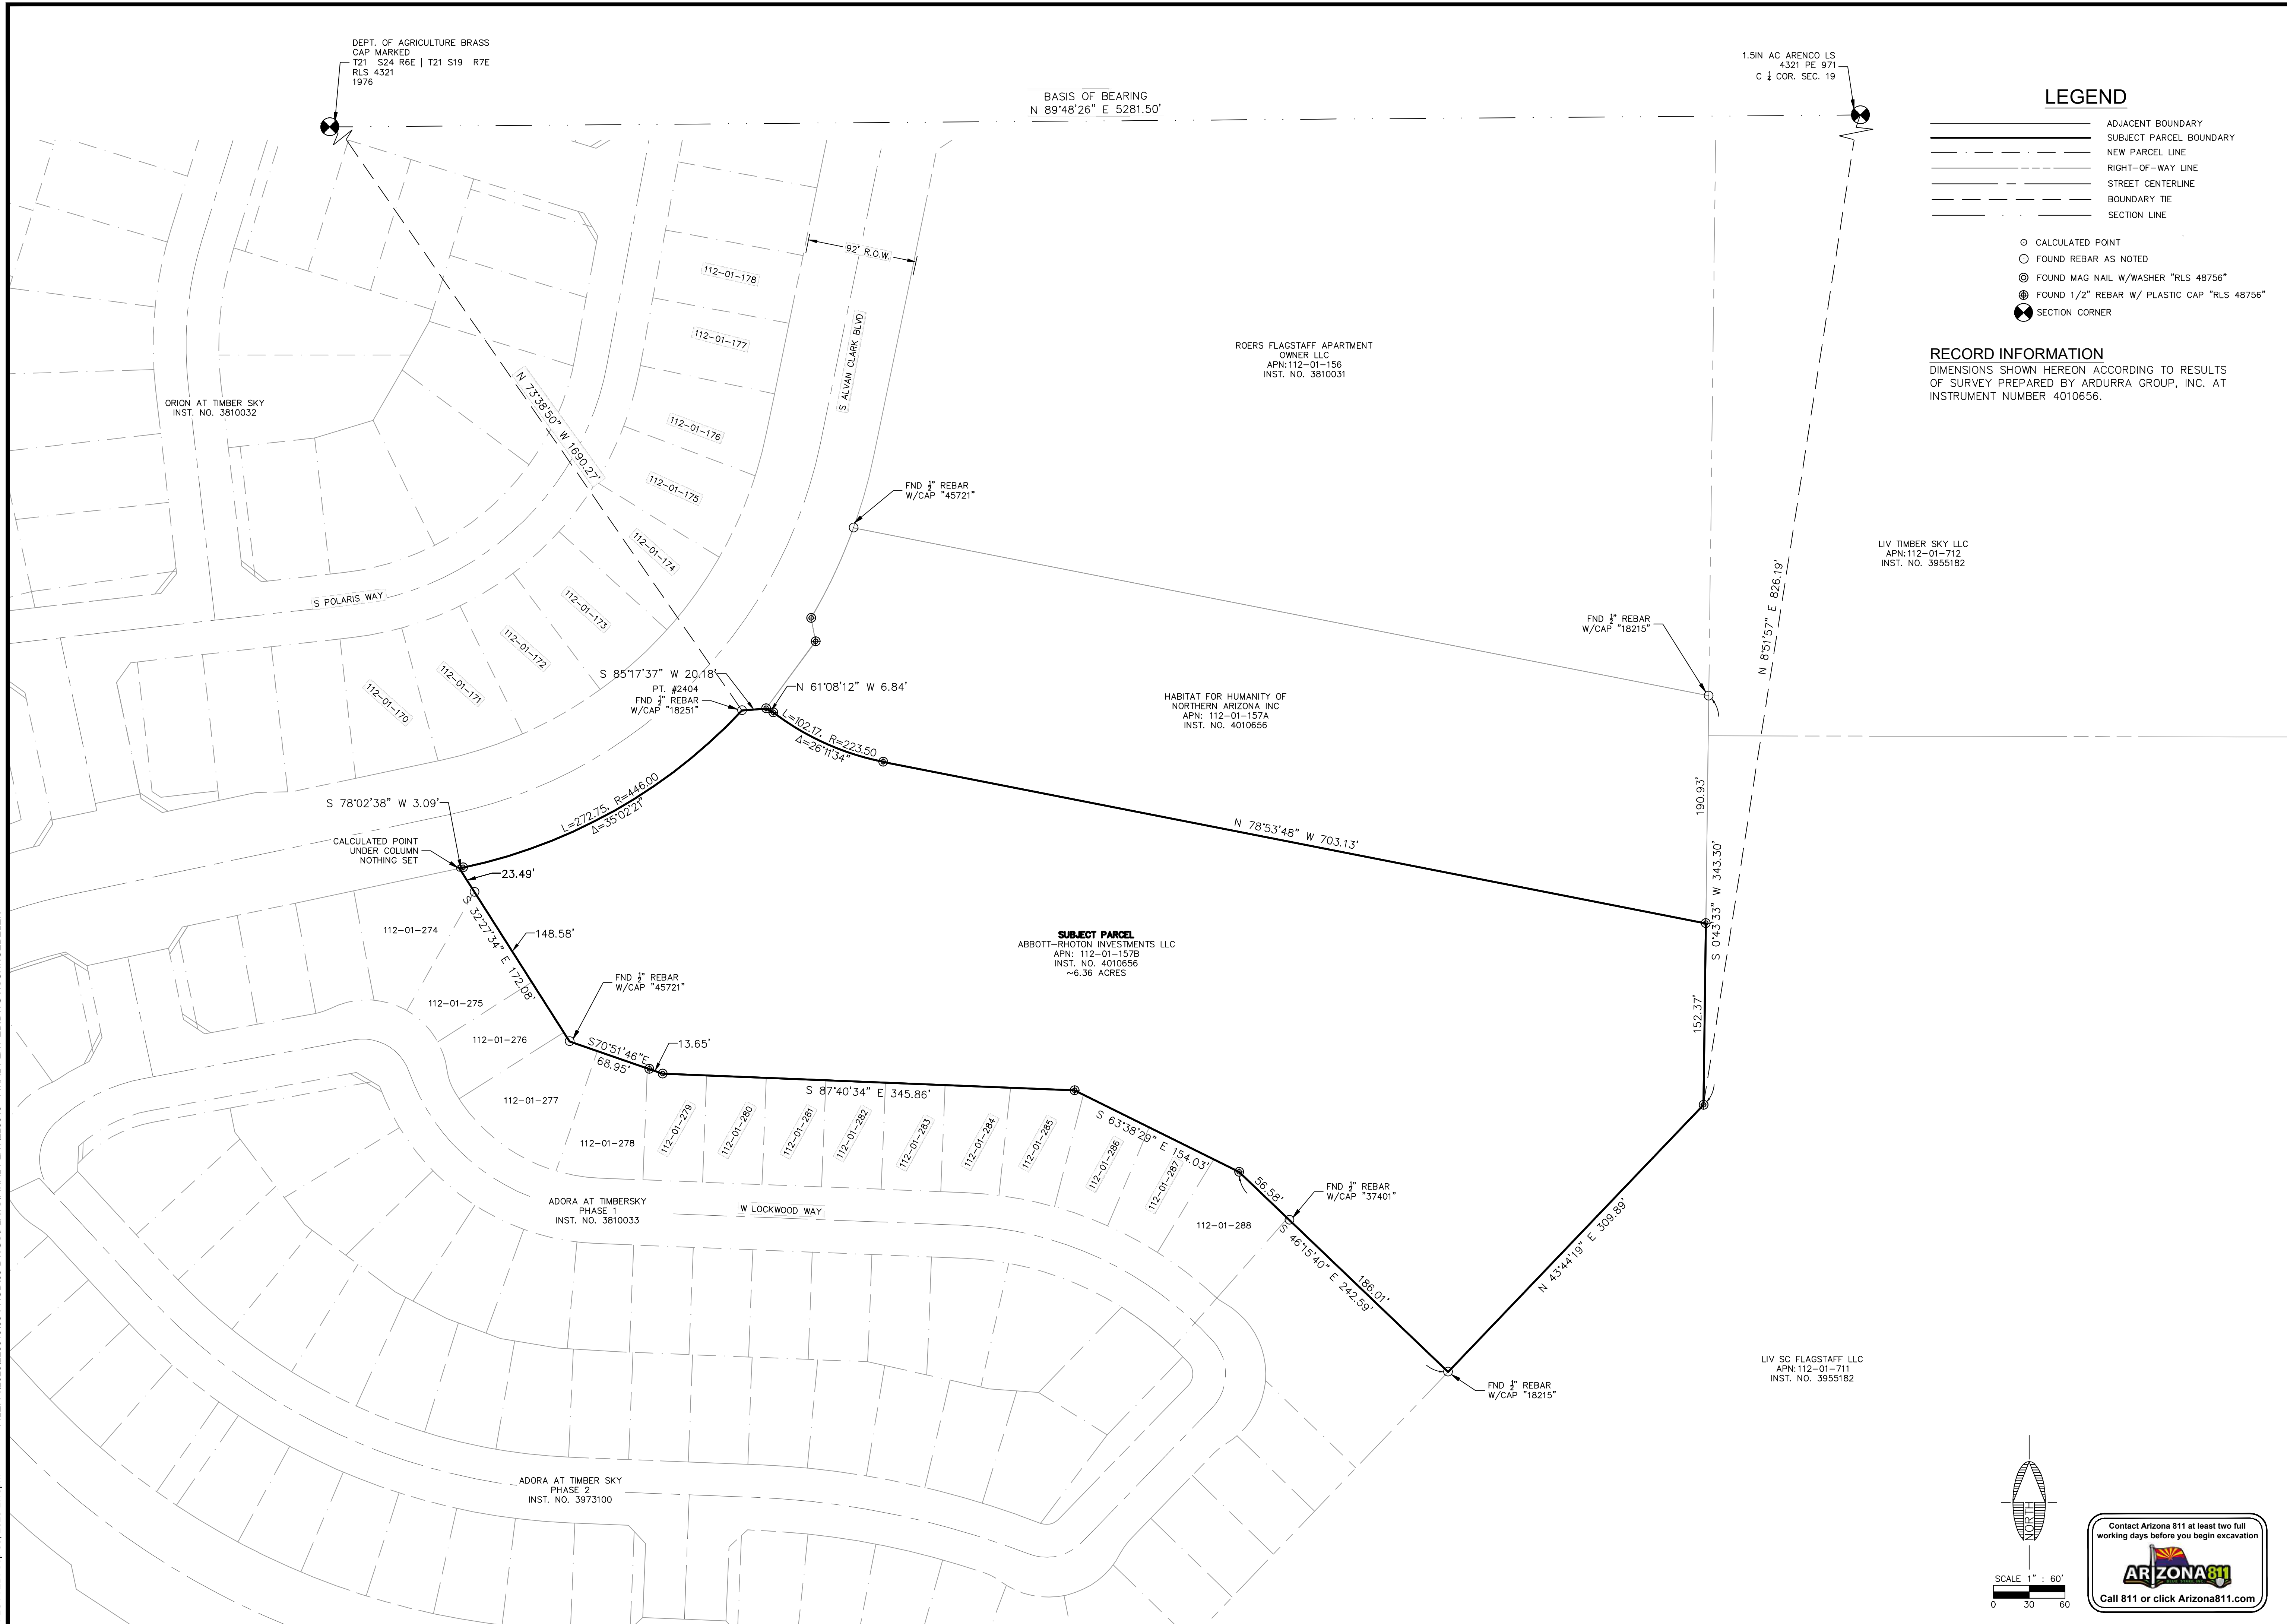 DEPT. OF AGRICULTURE BRASS
CAP MARKED
T21 S24 R6E | T21 S19 R7E
RLS 4321
1976
BASIS OF BEARING
N 89°48'26" E 5281.50'
1.5IN AC ARENCO LS
4321 PE 971
C 1/4 COR. SEC. 19
LEGEND
ADJACENT BOUNDARY
SUBJECT PARCEL BOUNDARY
NEW PARCEL LINE
RIGHT-OF-WAY LINE
STREET CENTERLINE
BOUNDARY TIE
SECTION LINE
CALCULATED POINT
FOUND REBAR AS NOTED
FOUND MAG NAIL W/WASHER "RLS 48756"
FOUND 1/2" REBAR W/ PLASTIC CAP "RLS 48756"
SECTION CORNER
RECORD INFORMATION
DIMENSIONS SHOWN HEREON ACCORDING TO RESULTS
OF SURVEY PREPARED BY ARDURRA GROUP, INC. AT
INSTRUMENT NUMBER 4010656.
92' R.O.W.
112-01-178
112-01-177
112-01-176
112-01-175
112-01-174
112-01-173
112-01-172
112-01-171
112-01-170
S ALVAN CLARK BLVD
ROERS FLAGSTAFF APARTMENT
OWNER LLC
APN:112-01-156
INST. NO. 3810031
ORION AT TIMBER SKY
INST. NO. 3810032
N 73°38'50" W 1690.27'
FND 1/2" REBAR
W/CAP "45721"
LIV TIMBER SKY LLC
APN:112-01-712
INST. NO. 3955182
N 8°51'57" E 826.19'
S POLARIS WAY
FND 1/2" REBAR
W/CAP "18215"
S 85°17'37" W 20.18'
PT. #2404
FND 1/2" REBAR
W/CAP "18251"
N 61°08'12" W 6.84'
HABITAT FOR HUMANITY OF
NORTHERN ARIZONA INC
APN: 112-01-157A
INST. NO. 4010656
L=102.17, R=223.50
Δ=26°11'34"
L=272.75, R=446.00
Δ=35°02'21"
S 78°02'38" W 3.09'
CALCULATED POINT
UNDER COLUMN
NOTHING SET
N 78°53'48" W 703.13'
190.93'
S 0°43'33" W 343.30'
152.37'
23.49'
S 32°27'34" E 172.08'
148.58'
112-01-274
112-01-275
112-01-276
112-01-277
112-01-278
SUBJECT PARCEL
ABBOTT-RHOTON INVESTMENTS LLC
APN: 112-01-157B
INST. NO. 4010656
~6.36 ACRES
FND 1/2" REBAR
W/CAP "45721"
S70°51'46"E
68.95'
13.65'
S 87°40'34" E 345.86'
112-01-279
112-01-280
112-01-281
112-01-282
112-01-283
112-01-284
112-01-285
112-01-286
112-01-287
112-01-288
S 63°38'29" E 154.03'
56.58'
FND 1/2" REBAR
W/CAP "37401"
S 46°15'40" E 242.59'
186.01'
N 43°44'19" E 309.89'
ADORA AT TIMBERSKY
PHASE 1
INST. NO. 3810033
W LOCKWOOD WAY
FND 1/2" REBAR
W/CAP "18215"
LIV SC FLAGSTAFF LLC
APN:112-01-711
INST. NO. 3955182
ADORA AT TIMBER SKY
PHASE 2
INST. NO. 3973100
NORTH
SCALE 1" : 60'
0 30 60
Contact Arizona 811 at least two full
working days before you begin excavation
ARIZONA811
Call 811 or click Arizona811.com